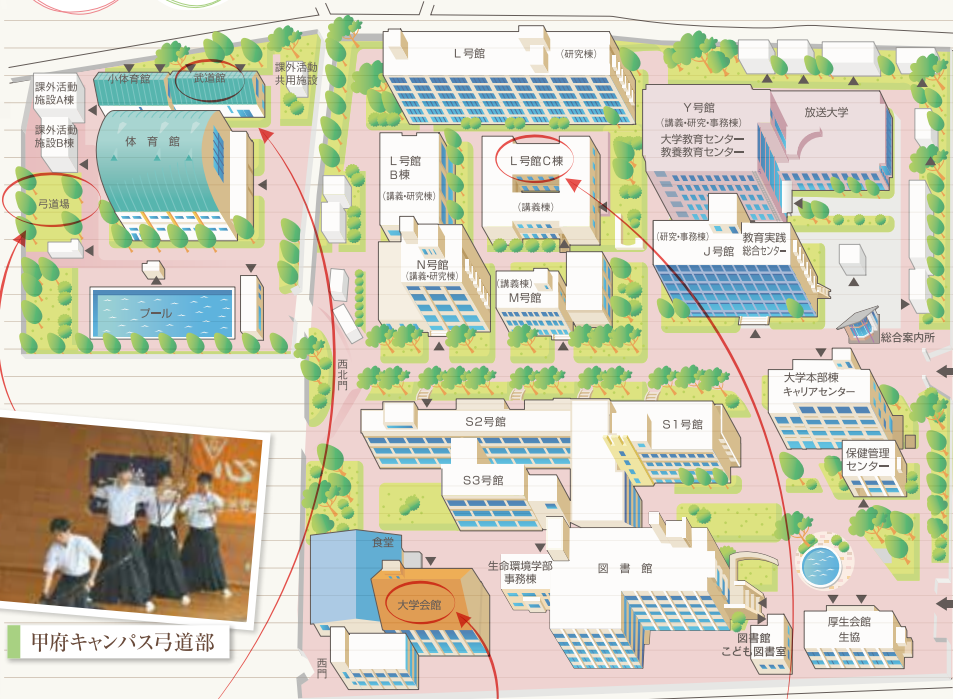 L号館
(研究棟)
小体育館
武道館
課外活動
共用施設
課外活動
施設A棟
課外活動
施設B棟
体育館
弓道場
プール
L号館
B棟
(講義・研究棟)
L号館C棟
(講義棟)
N号館
(講義・研究棟)
(講義棟)
M号館
Y号館
(講義・研究・事務棟)
大学教育センター
教養教育センター
放送大学
(研究・事務棟)
J号館
教育実践
総合センター
総合案内所
西北門
S2号館
S1号館
S3号館
大学本部棟
キャリアセンター
保健管理
センター
食堂
大学会館
生命環境学部
事務棟
図書館
図書館
こども図書室
厚生会館
生協
西門
甲府キャンパス弓道部